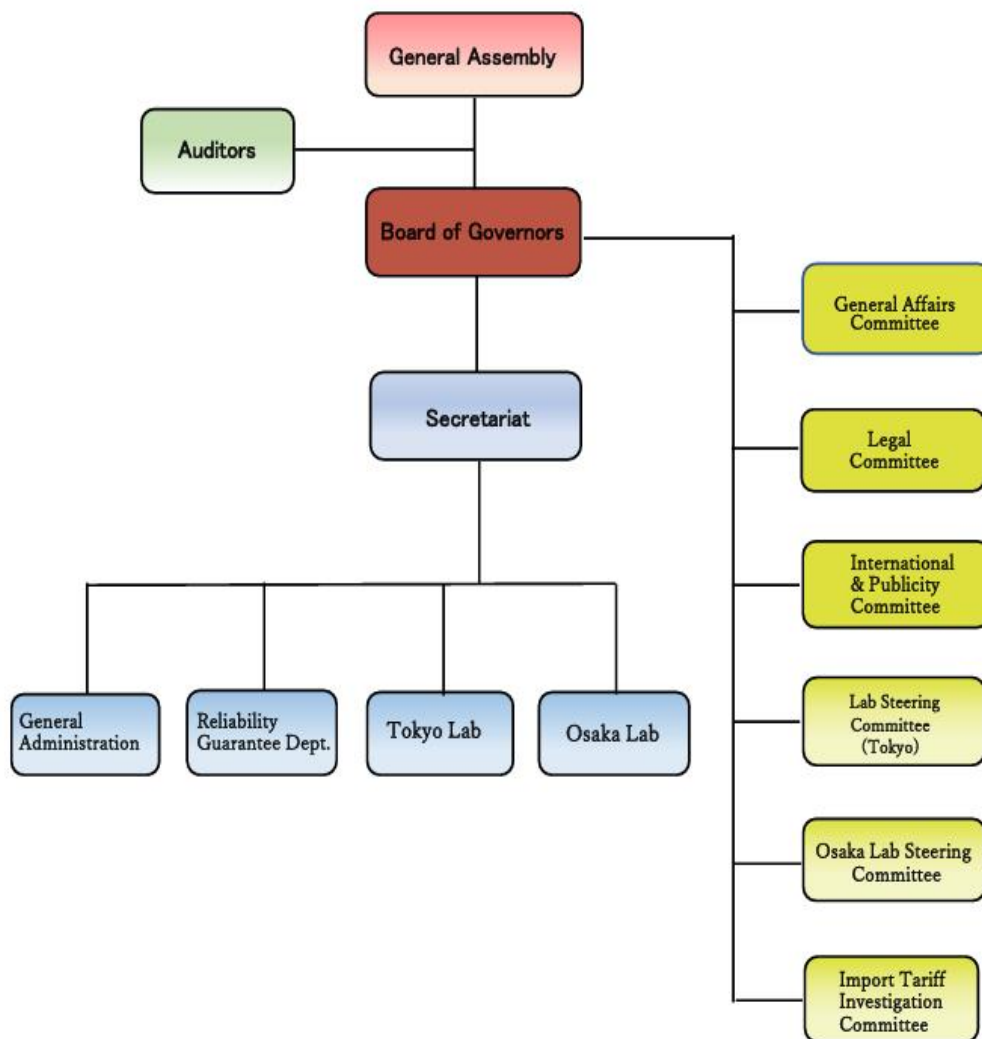 General Assembly
Auditors
Board of Governors
General Affairs
Committee
Secretariat
Legal
Committee
International
& Publicity
Committee
General
Administration
Reliability
Guarantee Dept.
Tokyo Lab
Osaka Lab
Lab Steering
Committee
(Tokyo)
Osaka Lab Steering
Committee
Import Tariff
Investigation
Committee